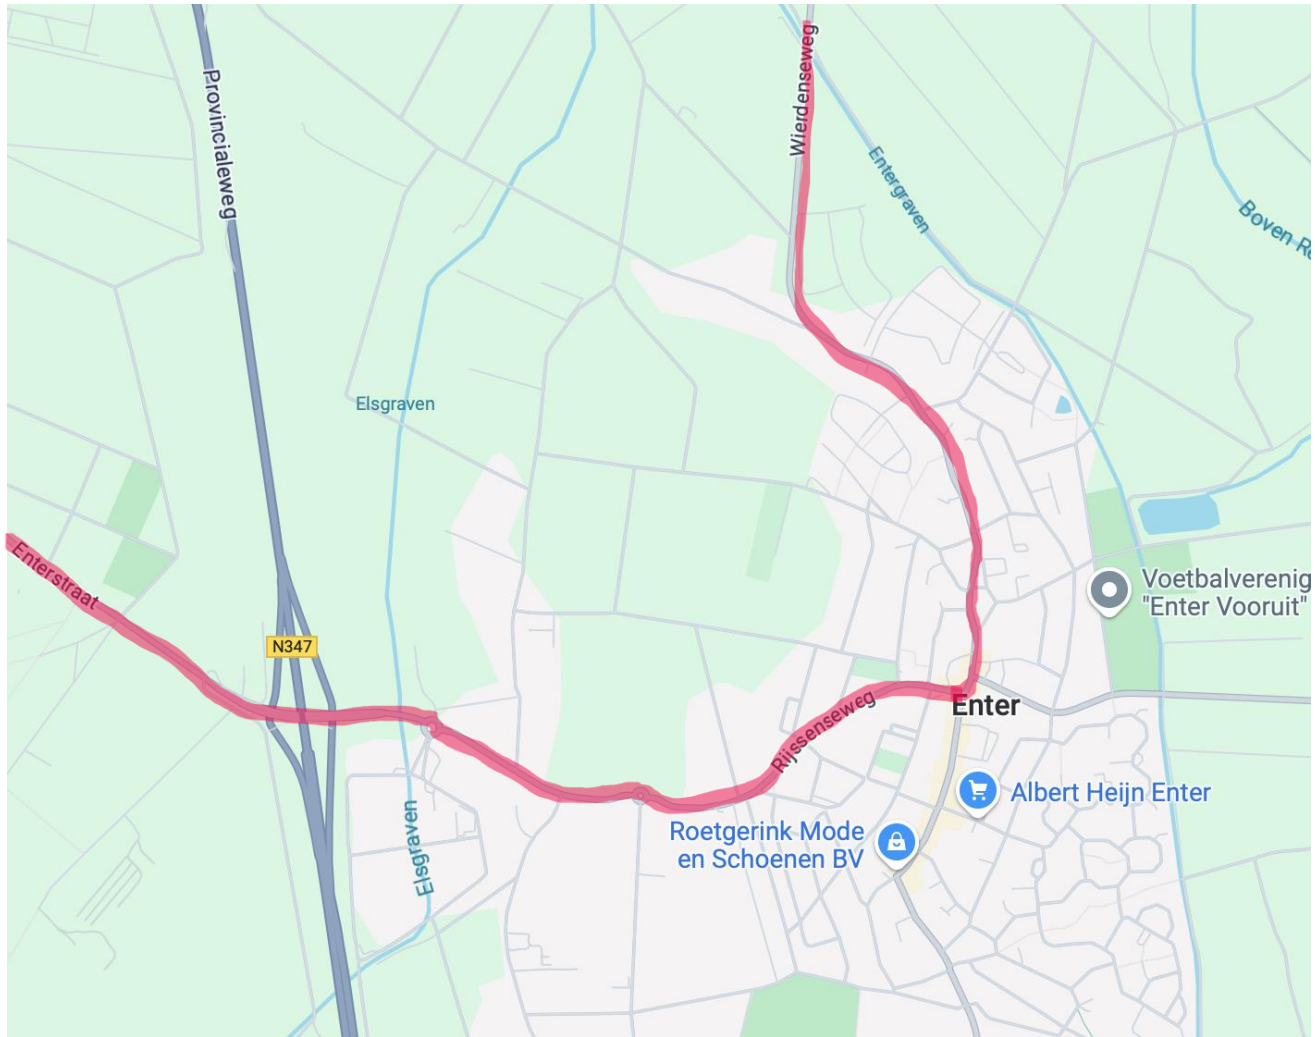 Wierdenseweg
Provincialeweg
Entergraven
Boven Re
Elsgraven
Enterstraat
Voetbalverenig
"Enter Vooruit"
N347
Rijssenseweg
Enter
Albert Heijn Enter
Roetgerink Mode
en Schoenen BV
Elsgraven